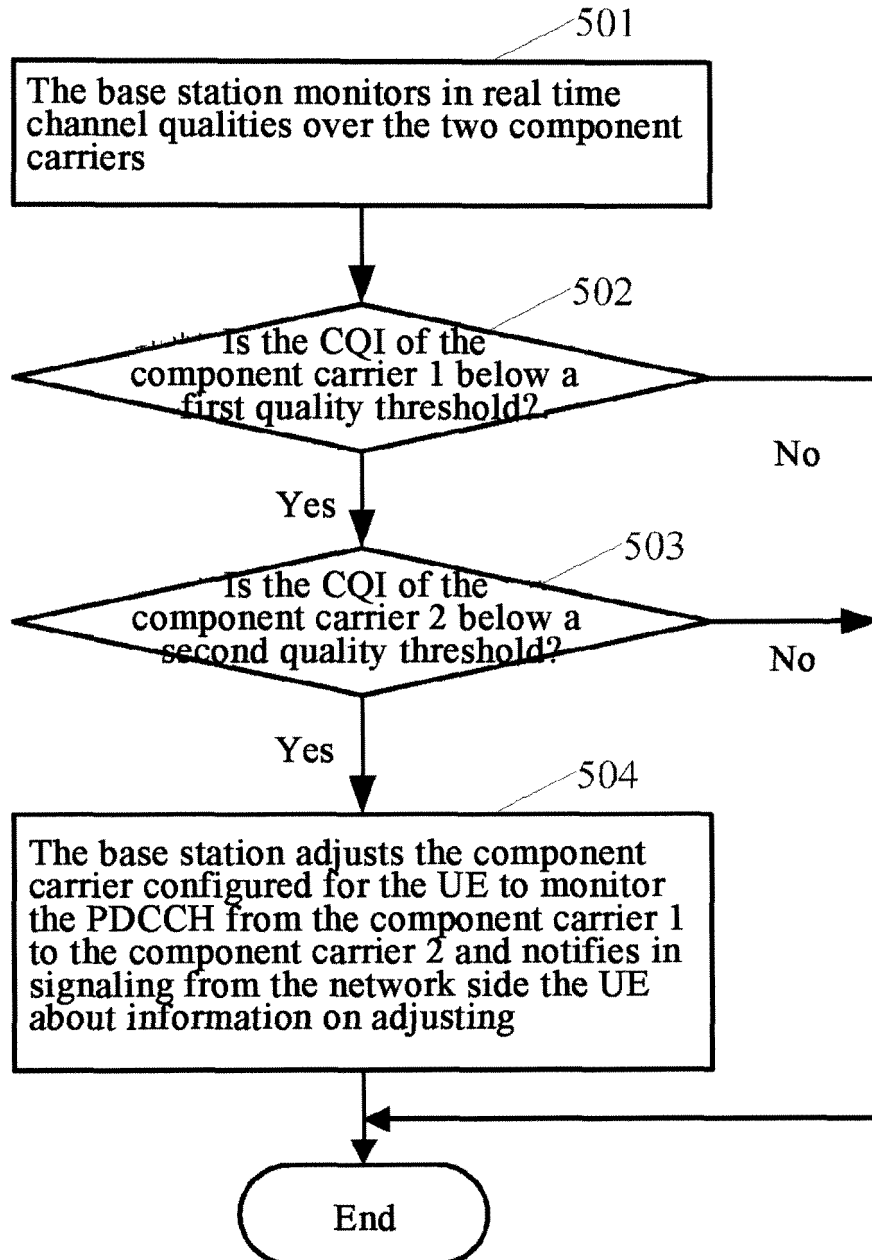 501
The base station monitors in real time
channel qualities over the two component
carriers
502
Is the CQI of the
component carrier 1 below a
first quality threshold?
No
Yes
503
Is the CQI of the
component carrier 2 below a
second quality threshold?
No
Yes
504
The base station adjusts the component
carrier configured for the UE to monitor
the PDCCH from the component carrier 1
to the component carrier 2 and notifies in
signaling from the network side the UE
about information on adjusting
End